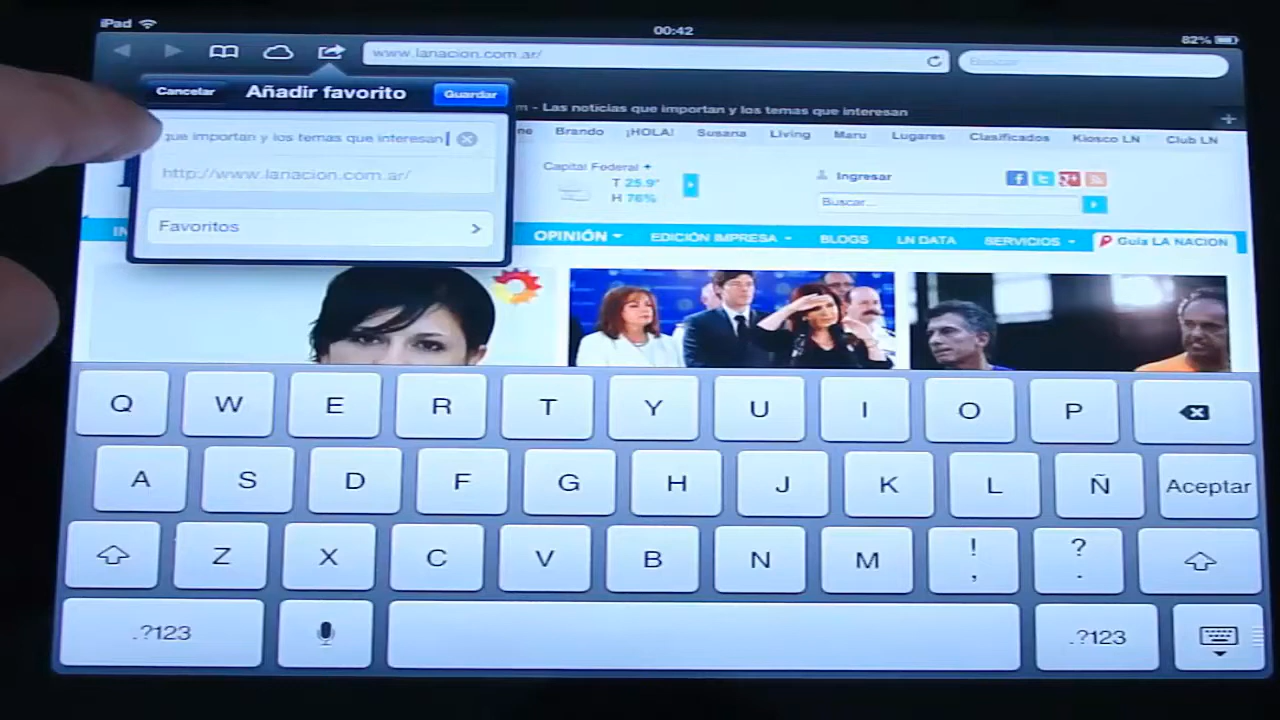 iPad
00:42
82%
www.lanacion.com.ar/
Buscar
Cancelar
Añadir favorito
Guardar
- Las noticias que importan y los temas que interesan
que importan y los temas que interesan
http://www.lanacion.com.ar/
Favoritos
ne Brando ¡HOLA! Susana Living Maru Lugares Clasificados Kiosco LN Club LN
Capital Federal +
T 25.9°
H 76%
Ingresar
Buscar...
OPINIÓN EDICIÓN IMPRESA BLOGS LN DATA SERVICIOS Guía LA NACION
Q W E R T Y U I O P
A S D F G H J K L Ñ Aceptar
Z X C V B N M ! , ? .
.?123 .?123